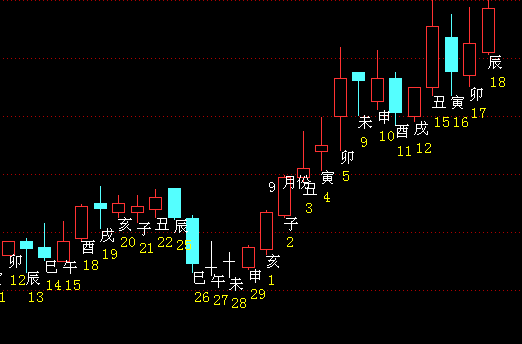 卯
12
辰
13
巳
14
午
15
酉
18
戌
19
亥
20
子
21
丑
22
辰
25
巳
26
午
27
未
28
申
29
亥
1
子
2
9 月份
丑
3
寅
4
卯
5
未
9
申
10
酉
11
戌
12
丑
15
寅
16
卯
17
辰
18